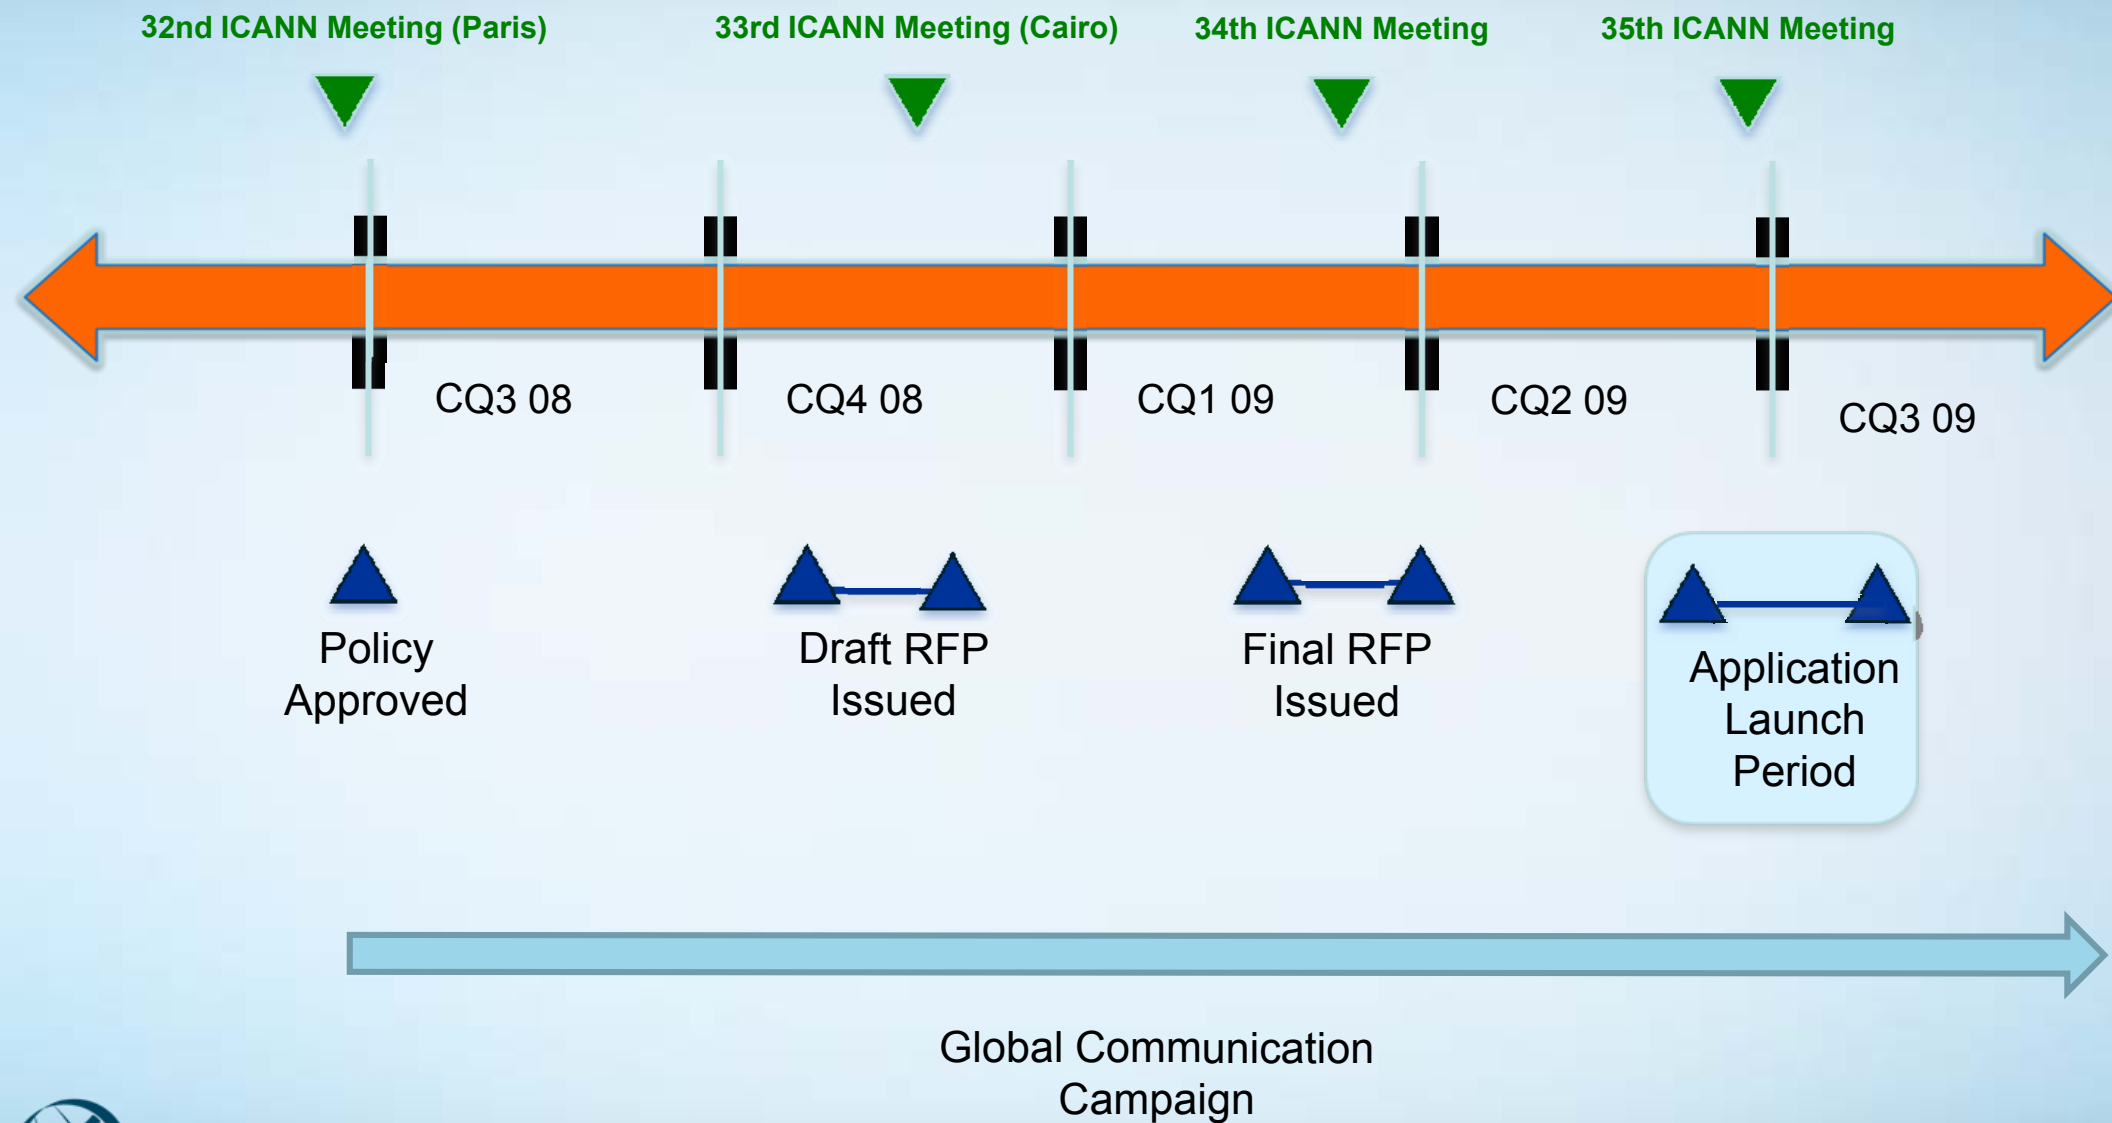 32nd ICANN Meeting (Paris)
33rd ICANN Meeting (Cairo)
34th ICANN Meeting
35th ICANN Meeting
CQ3 08
CQ4 08
CQ1 09
CQ2 09
CQ3 09
Policy
Approved
Draft RFP
Issued
Final RFP
Issued
Application
Launch
Period
Global Communication
Campaign